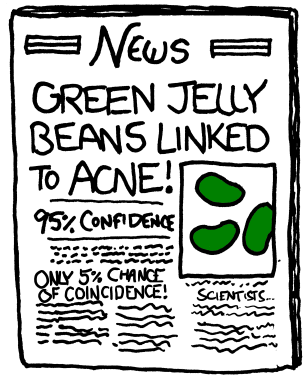 News
GREEN JELLY
BEANS LINKED
TO ACNE!
95% CONFIDENCE
ONLY 5% CHANCE
OF COINCIDENCE!
SCIENTISTS...